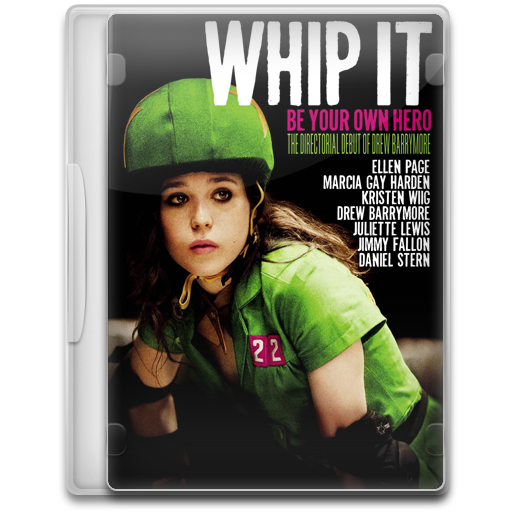 WHIP IT
BE YOUR OWN HERO
THE DIRECTORIAL DEBUT OF DREW BARRYMORE
ELLEN PAGE
MARCIA GAY HARDEN
KRISTEN WIIG
DREW BARRYMORE
JULIETTE LEWIS
JIMMY FALLON
DANIEL STERN
22